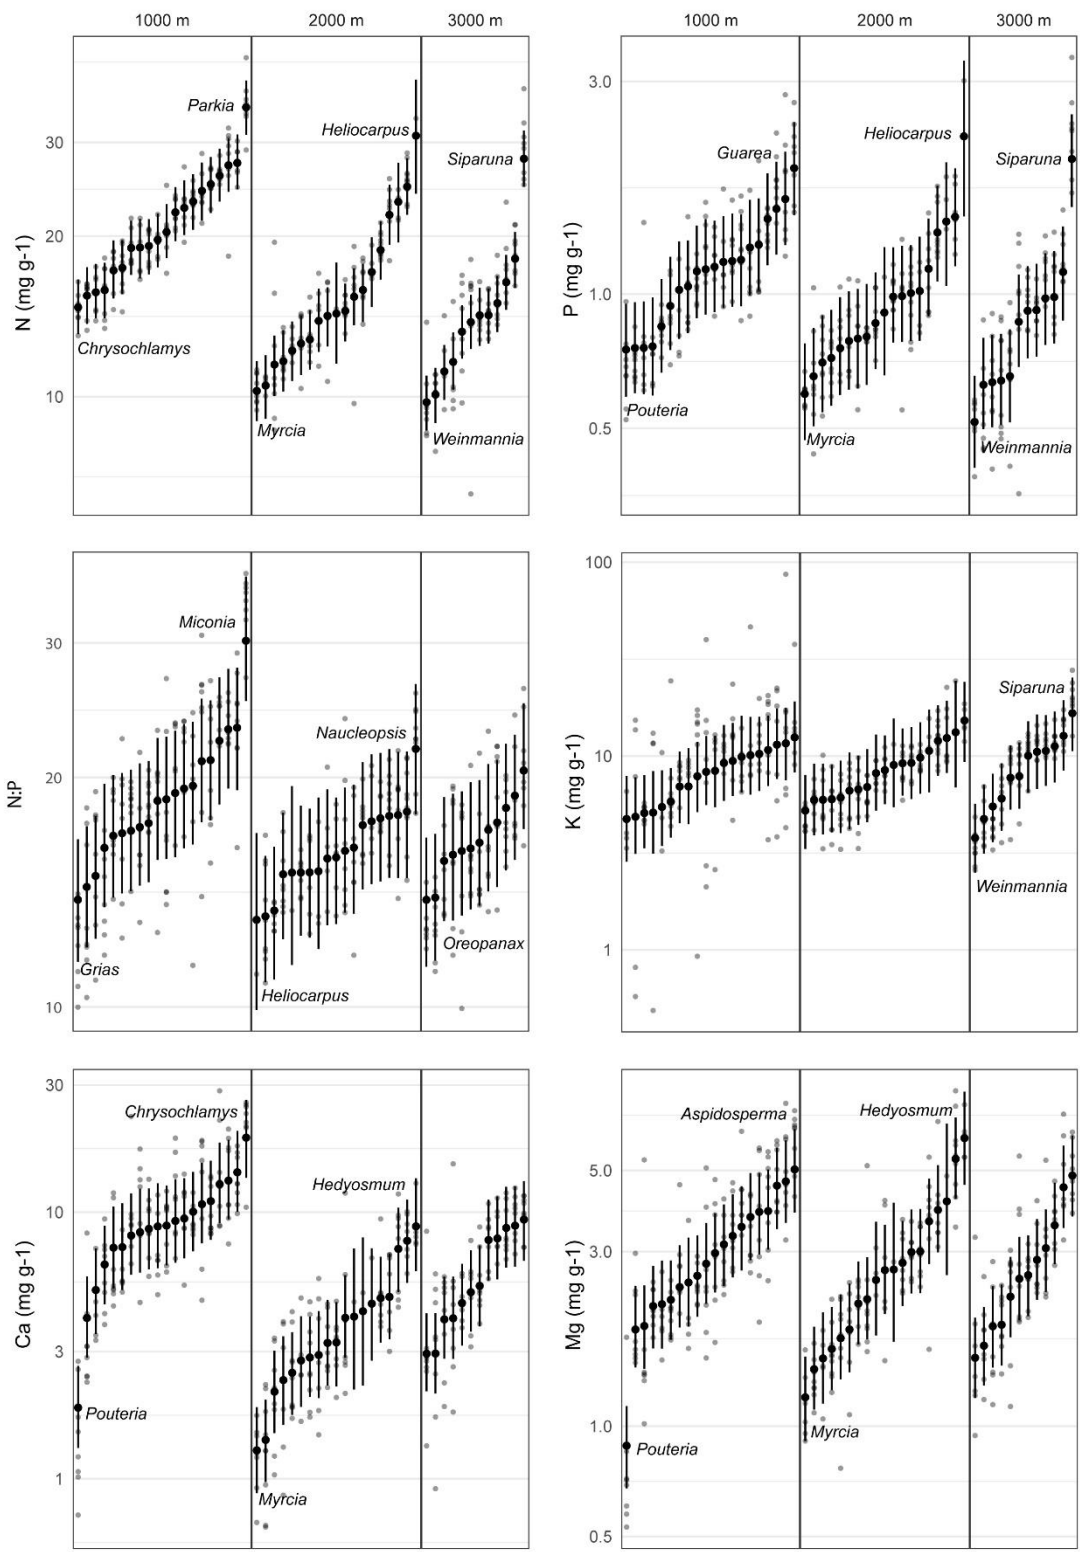 1000 m 2000 m 3000 m
1000 m 2000 m 3000 m
N (mg g-1)
30
20
10
Parkia
Heliocarpus
Siparuna
Chrysochlamys
Myrcia
Weinmannia
P (mg g-1)
3.0
1.0
0.5
Guarea
Heliocarpus
Siparuna
Pouteria
Myrcia
Weinmannia
N:P
30
20
10
Miconia
Naucleopsis
Oreopanax
Grias
Heliocarpus
K (mg g-1)
100
10
1
Siparuna
Weinmannia
Ca (mg g-1)
30
10
3
1
Chrysochlamys
Hedyosmum
Pouteria
Myrcia
Mg (mg g-1)
5.0
3.0
1.0
0.5
Aspidosperma
Hedyosmum
Pouteria
Myrcia